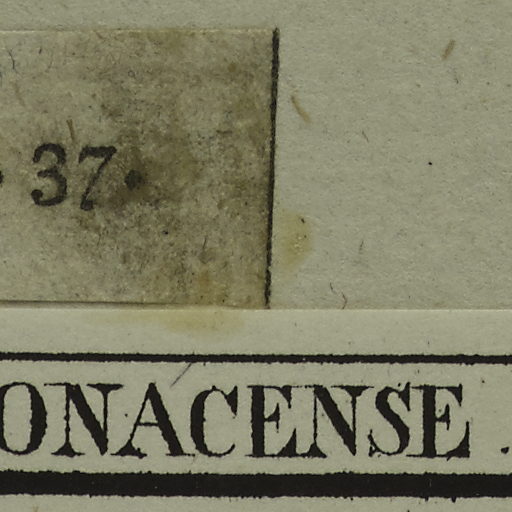 · 37·
ONACENSE .